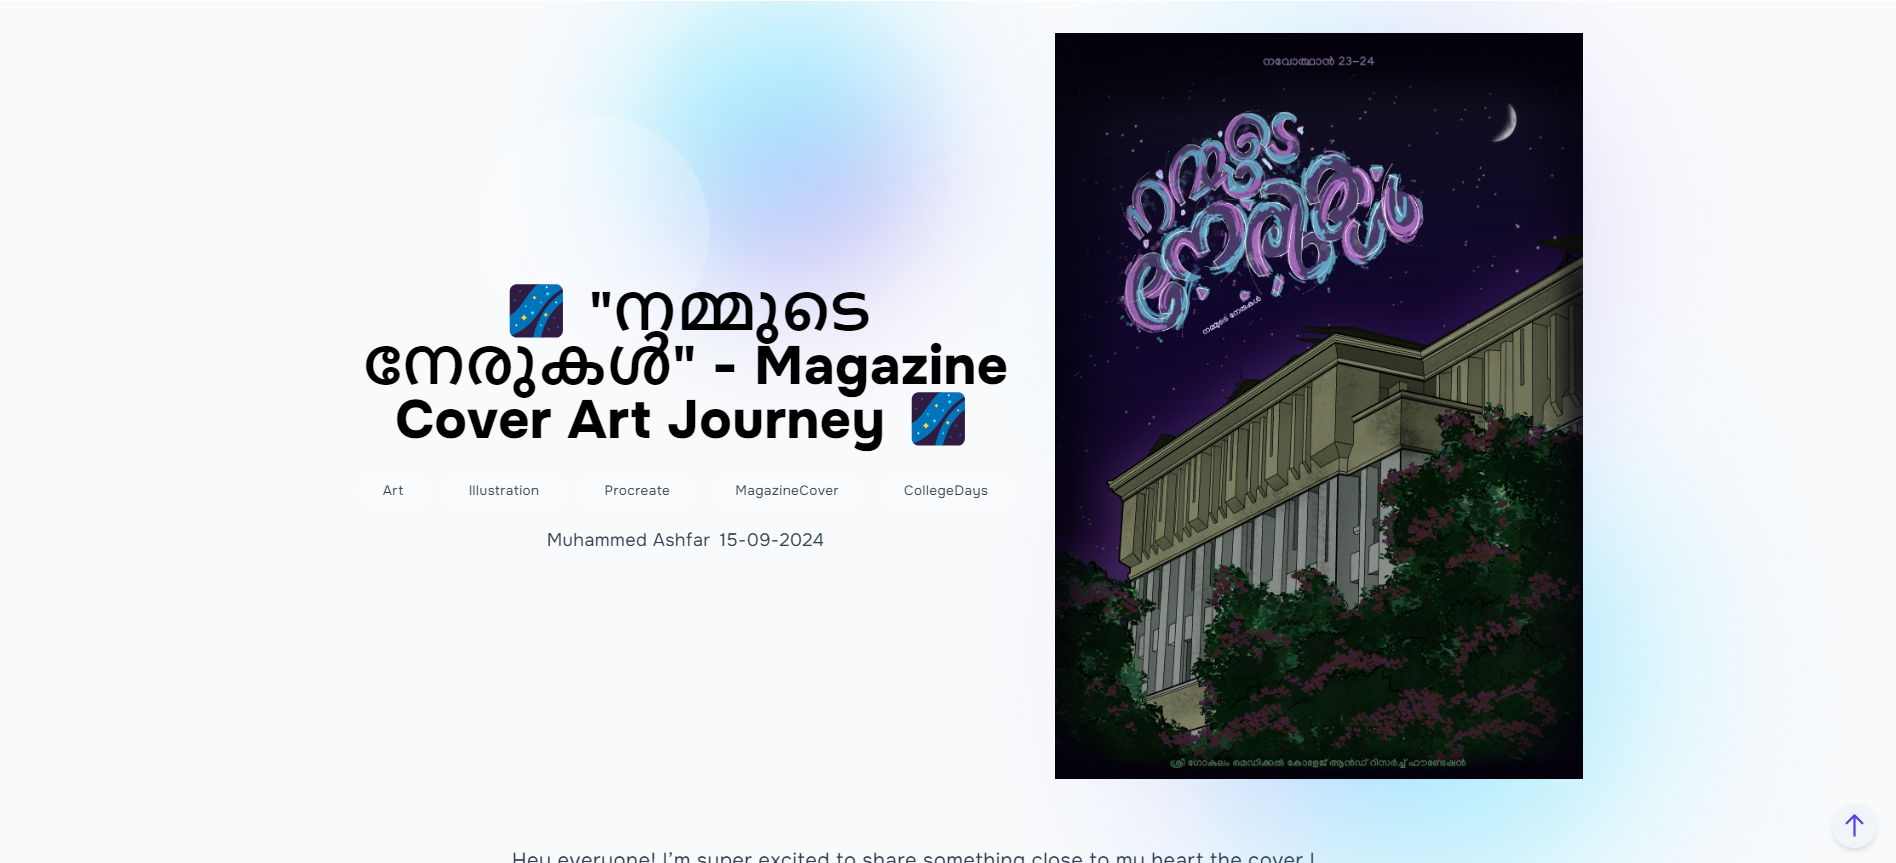 🌌 "നമ്മുടെ
നേരുകൾ" - Magazine
Cover Art Journey 🌌
Art Illustration Procreate MagazineCover CollegeDays
Muhammed Ashfar 15-09-2024
നവോത്ഥാൻ 23-24
നമ്മുടെ
നേരുകൾ
നമ്മുടെ നേരുകൾ
ശ്രീ ഗോകുലം മെഡിക്കൽ കോളേജ് ആൻഡ് റിസർച്ച് ഫൗണ്ടേഷൻ
Hey everyone! I’m super excited to share something close to my heart the cover I